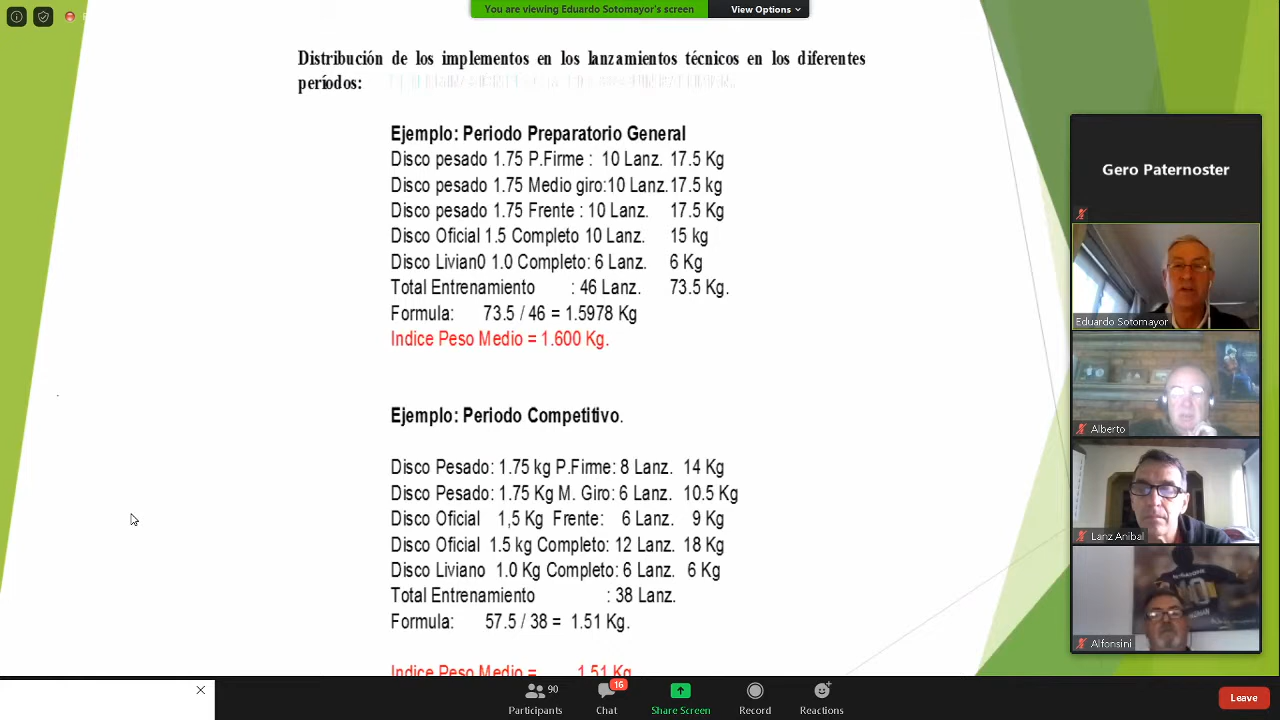 You are viewing Eduardo Sotomayor's screen
View Options
Distribución de los implementos en los lanzamientos técnicos en los diferentes
períodos:
Ejemplo: Periodo Preparatorio General
Disco pesado 1.75 P.Firme : 10 Lanz. 17.5 Kg
Disco pesado 1.75 Medio giro:10 Lanz.17.5 kg
Disco pesado 1.75 Frente : 10 Lanz. 17.5 Kg
Disco Oficial 1.5 Completo 10 Lanz. 15 kg
Disco Livian0 1.0 Completo: 6 Lanz. 6 Kg
Total Entrenamiento : 46 Lanz. 73.5 Kg.
Formula: 73.5 / 46 = 1.5978 Kg
Indice Peso Medio = 1.600 Kg.
Ejemplo: Periodo Competitivo.
Disco Pesado: 1.75 kg P.Firme: 8 Lanz. 14 Kg
Disco Pesado: 1.75 Kg M. Giro: 6 Lanz. 10.5 Kg
Disco Oficial 1,5 Kg Frente: 6 Lanz. 9 Kg
Disco Oficial 1.5 kg Completo: 12 Lanz. 18 Kg
Disco Liviano 1.0 Kg Completo: 6 Lanz. 6 Kg
Total Entrenamiento : 38 Lanz.
Formula: 57.5 / 38 = 1.51 Kg.
Indice Peso Medio = 1.51 Kg
Gero Paternoster
Eduardo Sotomayor
Alberto
Lanz Anibal
Alfonsini
90
16
Participants
Chat
Share Screen
Record
Reactions
Leave